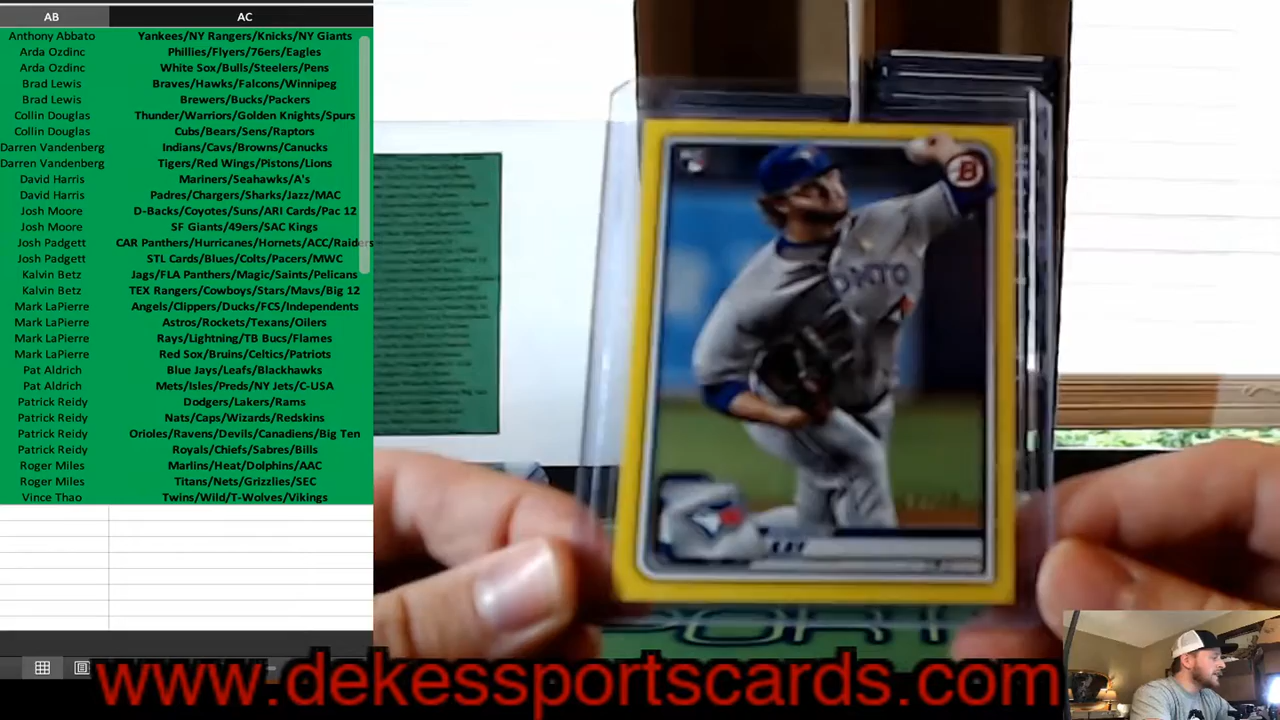 AB AC
Anthony Abbato Yankees/NY Rangers/Knicks/NY Giants
Arda Ozdinc Phillies/Flyers/76ers/Eagles
Arda Ozdinc White Sox/Bulls/Steelers/Pens
Brad Lewis Braves/Hawks/Falcons/Winnipeg
Brad Lewis Brewers/Bucks/Packers
Collin Douglas Thunder/Warriors/Golden Knights/Spurs
Collin Douglas Cubs/Bears/Sens/Raptors
Darren Vandenberg Indians/Cavs/Browns/Canucks
Darren Vandenberg Tigers/Red Wings/Pistons/Lions
David Harris Mariners/Seahawks/A's
David Harris Padres/Chargers/Sharks/Jazz/MAC
Josh Moore D-Backs/Coyotes/Suns/ARI Cards/Pac 12
Josh Moore SF Giants/49ers/SAC Kings
Josh Padgett CAR Panthers/Hurricanes/Hornets/ACC/Raiders
Josh Padgett STL Cards/Blues/Colts/Pacers/MWC
Kalvin Betz Jags/FLA Panthers/Magic/Saints/Pelicans
Kalvin Betz TEX Rangers/Cowboys/Stars/Mavs/Big 12
Mark LaPierre Angels/Clippers/Ducks/FCS/Independents
Mark LaPierre Astros/Rockets/Texans/Oilers
Mark LaPierre Rays/Lightning/TB Bucs/Flames
Mark LaPierre Red Sox/Bruins/Celtics/Patriots
Pat Aldrich Blue Jays/Leafs/Blackhawks
Pat Aldrich Mets/Isles/Preds/NY Jets/C-USA
Patrick Reidy Dodgers/Lakers/Rams
Patrick Reidy Nats/Caps/Wizards/Redskins
Patrick Reidy Orioles/Ravens/Devils/Canadiens/Big Ten
Patrick Reidy Royals/Chiefs/Sabres/Bills
Roger Miles Marlins/Heat/Dolphins/AAC
Roger Miles Titans/Nets/Grizzlies/SEC
Vince Thao Twins/Wild/T-Wolves/Vikings
B
www.dekessportscards.com